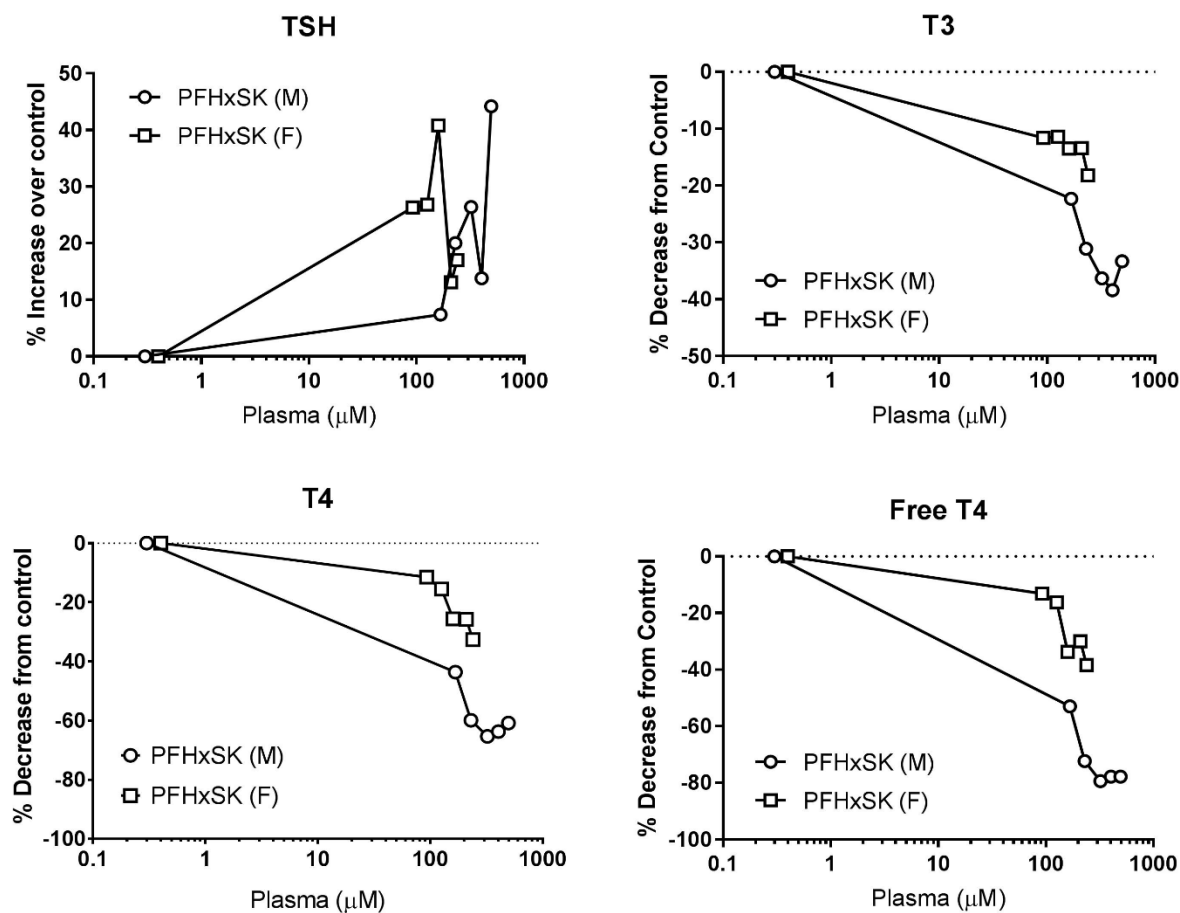 TSH
% Increase over control
50
40
30
20
10
0
PFHxSK (M)
PFHxSK (F)
0.1 1 10 100 1000
Plasma (μM)
T3
% Decrease from Control
0
-10
-20
-30
-40
-50
PFHxSK (M)
PFHxSK (F)
0.1 1 10 100 1000
Plasma (μM)
T4
% Decrease from control
0
-20
-40
-60
-80
-100
PFHxSK (M)
PFHxSK (F)
0.1 1 10 100 1000
Plasma (μM)
Free T4
% Decrease from Control
0
-20
-40
-60
-80
-100
PFHxSK (M)
PFHxSK (F)
0.1 1 10 100 1000
Plasma (μM)